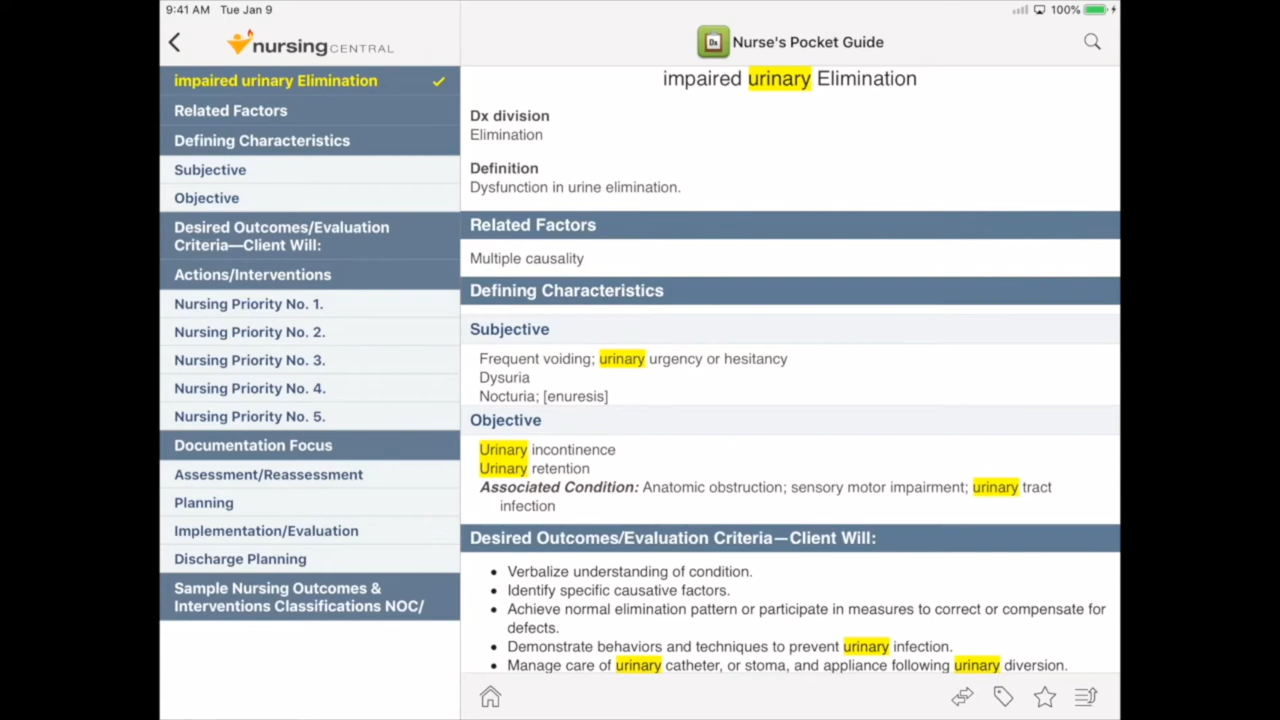 9:41 AM Tue Jan 9
100%
nursing CENTRAL
Dx
Nurse's Pocket Guide
impaired urinary Elimination
Related Factors
Defining Characteristics
Subjective
Objective
Desired Outcomes/Evaluation
Criteria—Client Will:
Actions/Interventions
Nursing Priority No. 1.
Nursing Priority No. 2.
Nursing Priority No. 3.
Nursing Priority No. 4.
Nursing Priority No. 5.
Documentation Focus
Assessment/Reassessment
Planning
Implementation/Evaluation
Discharge Planning
Sample Nursing Outcomes &
Interventions Classifications NOC/
impaired urinary Elimination
Dx division
Elimination
Definition
Dysfunction in urine elimination.
Related Factors
Multiple causality
Defining Characteristics
Subjective
Frequent voiding; urinary urgency or hesitancy
Dysuria
Nocturia; [enuresis]
Objective
Urinary incontinence
Urinary retention
Associated Condition: Anatomic obstruction; sensory motor impairment; urinary tract
infection
Desired Outcomes/Evaluation Criteria—Client Will:
• Verbalize understanding of condition.
• Identify specific causative factors.
• Achieve normal elimination pattern or participate in measures to correct or compensate for
defects.
• Demonstrate behaviors and techniques to prevent urinary infection.
• Manage care of urinary catheter, or stoma, and appliance following urinary diversion.